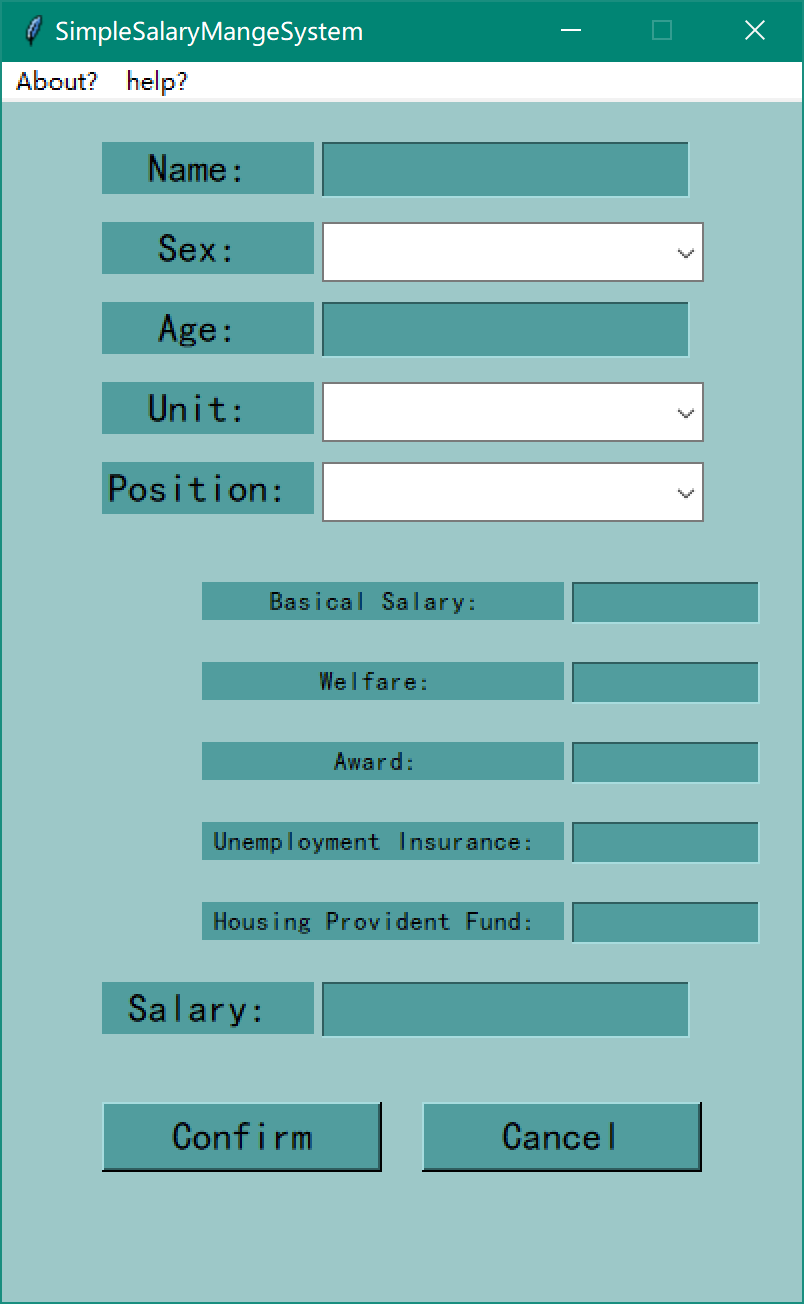 SimpleSalaryMangeSystem
About? help?
Name:
Sex:
Age:
Unit:
Position:
Basical Salary:
Welfare:
Award:
Unemployment Insurance:
Housing Provident Fund:
Salary:
Confirm Cancel